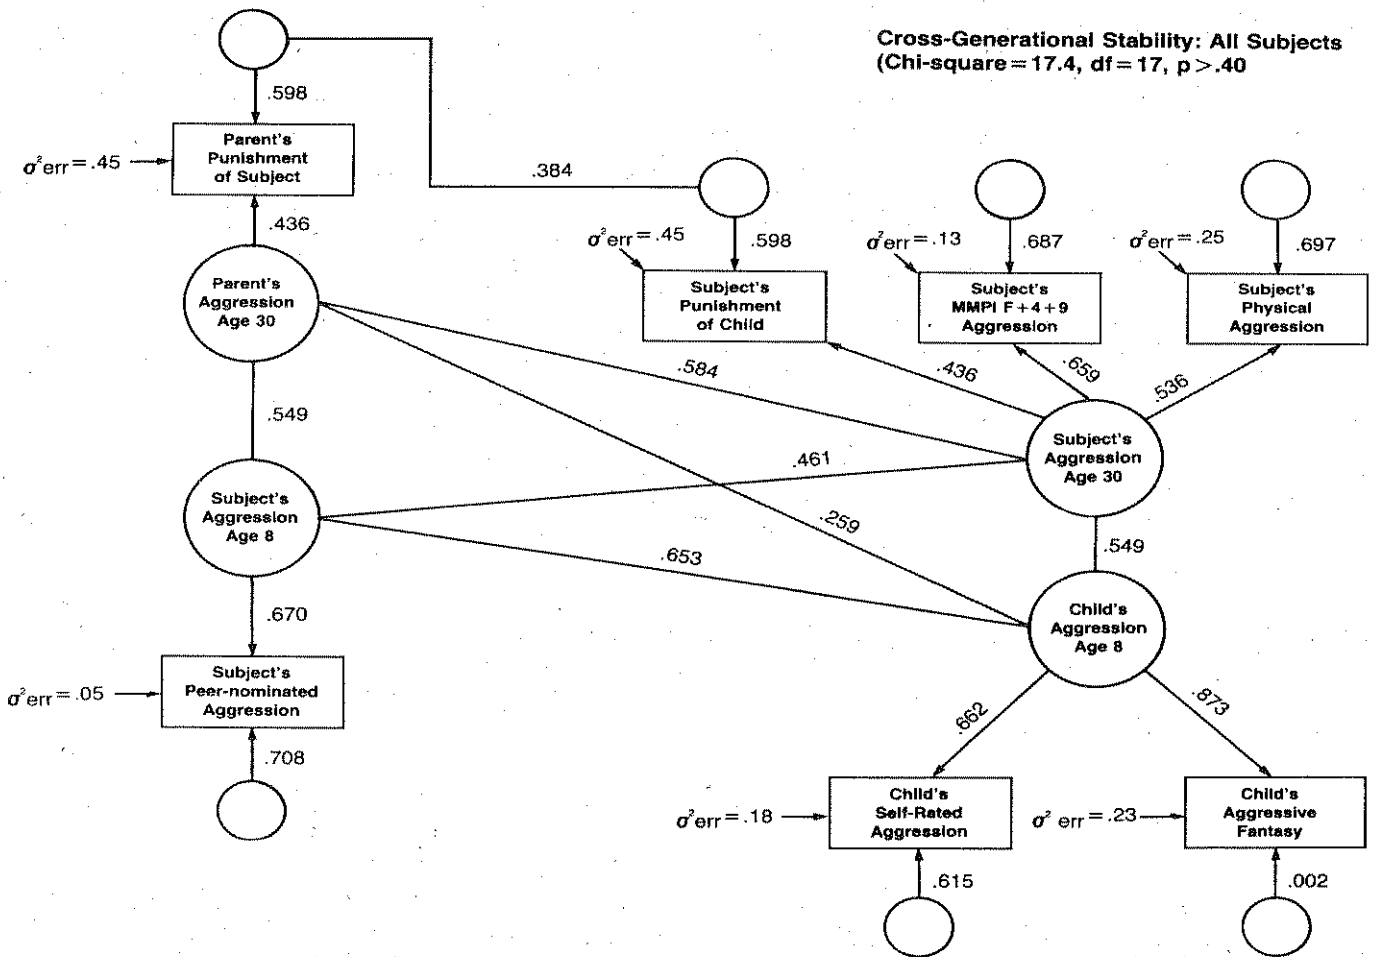 Cross-Generational Stability: All Subjects
(Chi-square=17.4, df=17, p>.40
.598
Parent's
Punishment
of Subject
σ²err=.45
.384
.436
σ²err=.45
.598
σ²err=.13
.687
σ²err=.25
.697
Parent's
Aggression
Age 30
Subject's
Punishment
of Child
Subject's
MMPI F+4+9
Aggression
Subject's
Physical
Aggression
.584
.436
.659
.536
.549
Subject's
Aggression
Age 30
.461
Subject's
Aggression
Age 8
.259
.653
.549
.670
Child's
Aggression
Age 8
Subject's
Peer-nominated
Aggression
σ²err=.05
.662
.873
.708
Child's
Self-Rated
Aggression
σ²err=.18
Child's
Aggressive
Fantasy
σ² err=.23
.615
.002